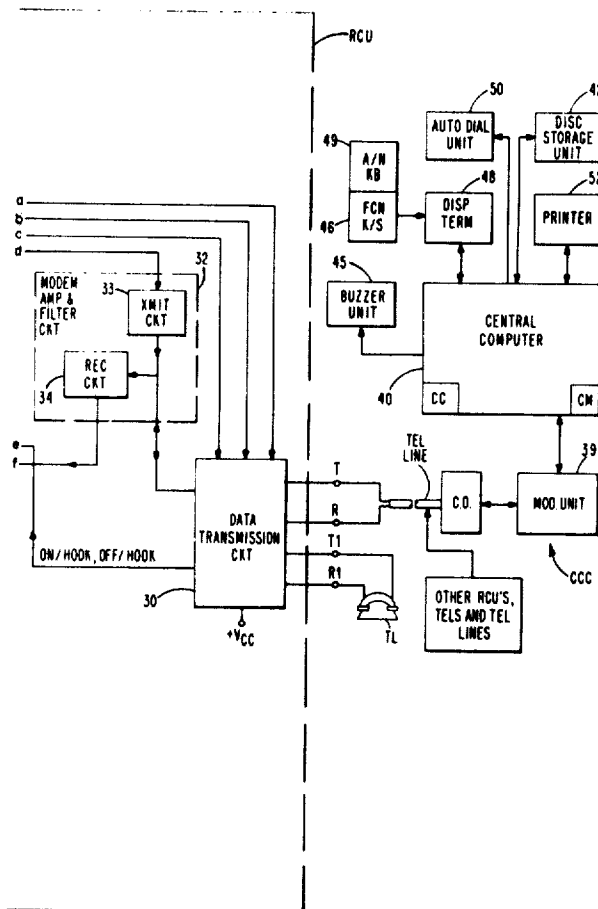 RCU
50
42
AUTO DIAL
UNIT
DISC
STORAGE
UNIT
49
A/N
KB
48
52
FCN
K/S
46
DISP
TERM
PRINTER
a
b
c
d
45
BUZZER
UNIT
CENTRAL
COMPUTER
40
CC
CM
32
MODEM
AMP &
FILTER
CKT
33
XMIT
CKT
REC
CKT
34
e
f
TEL
LINE
39
T
R
T1
R1
C.O.
MOD. UNIT
CCC
DATA
TRANSMISSION
CKT
ON/HOOK, OFF/HOOK
30
+VCC
TL
OTHER RCU'S,
TELS AND TEL
LINES